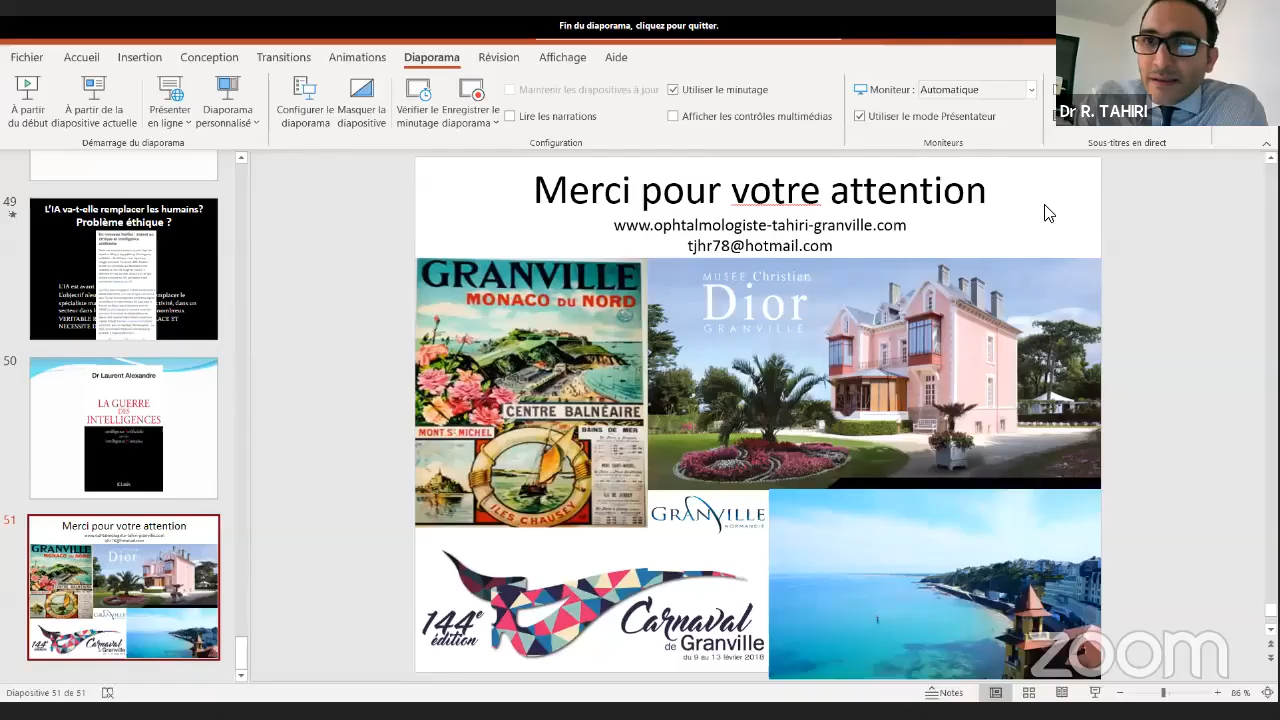 Fin du diaporama, cliquez pour quitter.
Fichier Accueil Insertion Conception Transitions Animations Diaporama Révision Affichage Aide
À partir du début
À partir de la diapositive actuelle
Présenter en ligne
Diaporama personnalisé
Configurer le diaporama
Masquer la diapositive
Vérifier le minutage
Enregistrer le diaporama
Maintenir les diapositives à jour
Utiliser le minutage
Lire les narrations
Afficher les contrôles multimédias
Moniteur : Automatique
Utiliser le mode Présentateur
Dr R. TAHIRI
Démarrage du diaporama
Configuration
Moniteurs
Sous-titres en direct
49
L'IA va-t-elle remplacer les humains?
Problème éthique ?
50
Dr Laurent Alexandre
LA GUERRE
DES
INTELLIGENCES
51
Merci pour votre attention
Dior
Merci pour votre attention
www.ophtalmologiste-tahiri-granville.com
tjhr78@hotmail.com
GRANVILLE
MONACO DU NORD
CENTRE BALNÉAIRE
MONT ST-MICHEL
BAINS DE MER
ILES CHAUSEY
MUSÉE Christian
Dior
GRANVILLE
GRANVILLE
NORMANDIE
144e
édition
Carnaval
de Granville
du 9 au 13 février 2018
zoom
Diapositive 51 de 51
Notes
86 %